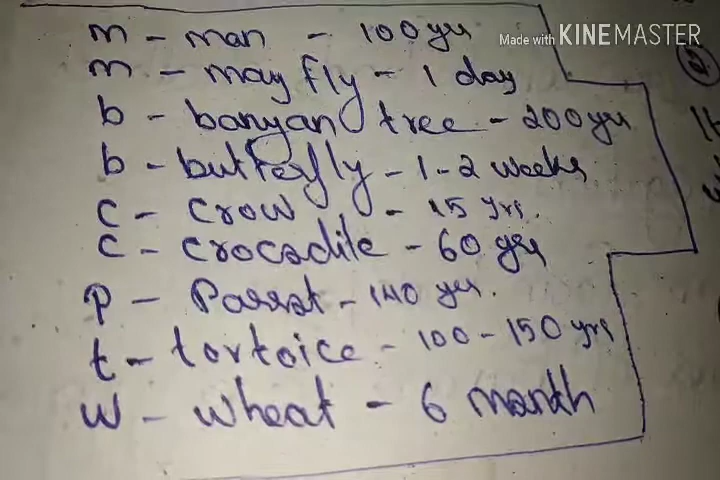 m - man - 100 yrs
Made with KINEMASTER
m - may fly - 1 day
b - banyan tree - 200 yrs
b - butterfly - 1-2 weeks
C - Crow - 15 yrs.
C - Crocadile - 60 yrs
P - Parrot - 140 yrs.
t - tortoice - 100-150 yrs
W - wheat - 6 month